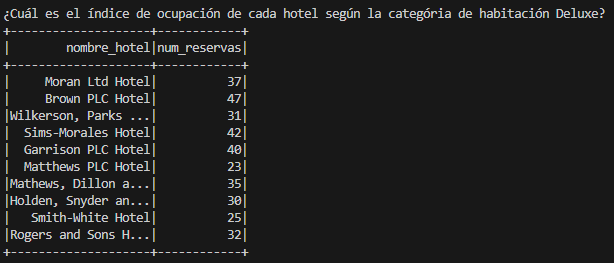 ¿Cuál es el índice de ocupación de cada hotel según la categória de habitación Deluxe?
+--------------------+------------+
|        nombre_hotel|num_reservas|
+--------------------+------------+
|     Moran Ltd Hotel|          37|
|     Brown PLC Hotel|          47|
|Wilkerson, Parks ...|          31|
|  Sims-Morales Hotel|          42|
|  Garrison PLC Hotel|          40|
|  Matthews PLC Hotel|          23|
|Mathews, Dillon a...|          35|
|Holden, Snyder an...|          30|
|   Smith-White Hotel|          25|
|Rogers and Sons H...|          32|
+--------------------+------------+